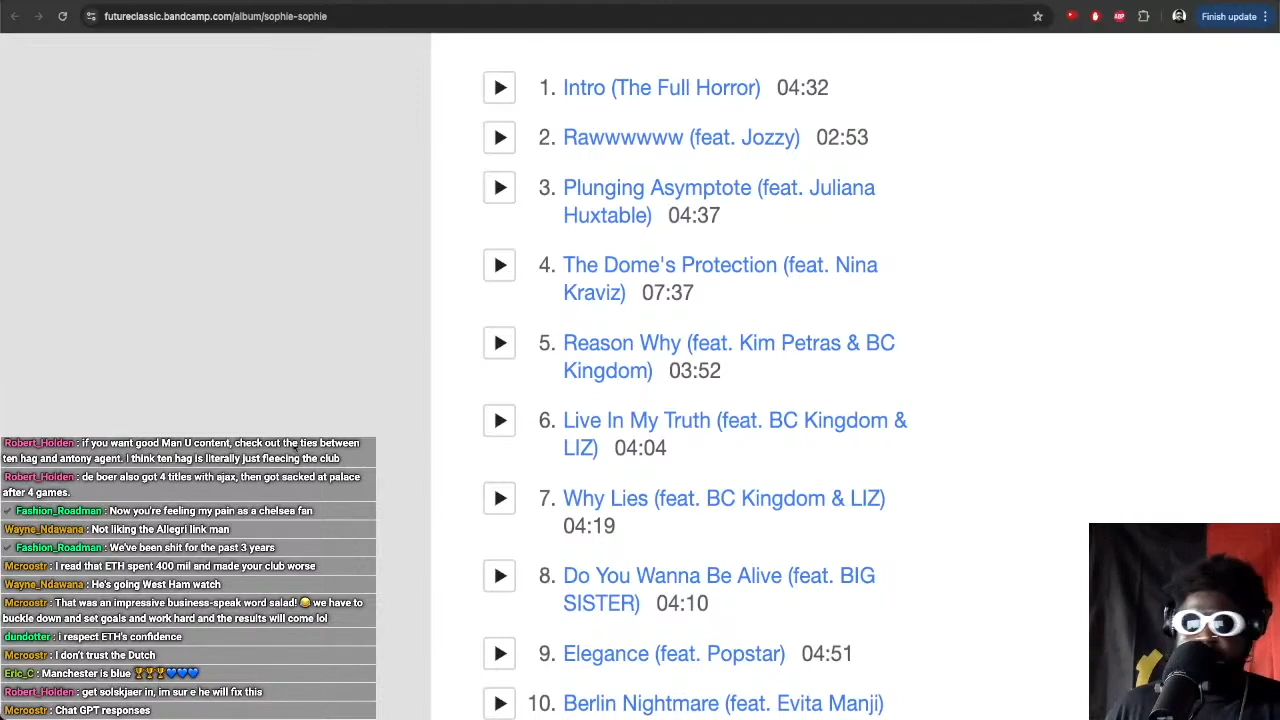 futureclassic.bandcamp.com/album/sophie-sophie
ABP
Finish update
1. Intro (The Full Horror) 04:32
2. Rawwwwww (feat. Jozzy) 02:53
3. Plunging Asymptote (feat. Juliana
Huxtable) 04:37
4. The Dome's Protection (feat. Nina
Kraviz) 07:37
5. Reason Why (feat. Kim Petras & BC
Kingdom) 03:52
6. Live In My Truth (feat. BC Kingdom &
LIZ) 04:04
7. Why Lies (feat. BC Kingdom & LIZ)
04:19
8. Do You Wanna Be Alive (feat. BIG
SISTER) 04:10
9. Elegance (feat. Popstar) 04:51
10. Berlin Nightmare (feat. Evita Manji)
Robert_Holden : if you want good Man U content, check out the ties between
ten hag and antony agent. I think ten hag is literally just fleecing the club
Robert_Holden : de boer also got 4 titles with ajax, then got sacked at palace
after 4 games.
Fashion_Roadman : Now you're feeling my pain as a chelsea fan
Wayne_Ndawana : Not liking the Allegri link man
Fashion_Roadman : We've been shit for the past 3 years
Mcroostr : I read that ETH spent 400 mil and made your club worse
Wayne_Ndawana : He's going West Ham watch
Mcroostr : That was an impressive business-speak word salad! 😂 we have to
buckle down and set goals and work hard and the results will come lol
dundotter : i respect ETH's confidence
Mcroostr : I don't trust the Dutch
Eric_C : Manchester is blue 🏆🏆🏆💙💙💙
Robert_Holden : get solskjaer in, im sur e he will fix this
Mcroostr : Chat GPT responses